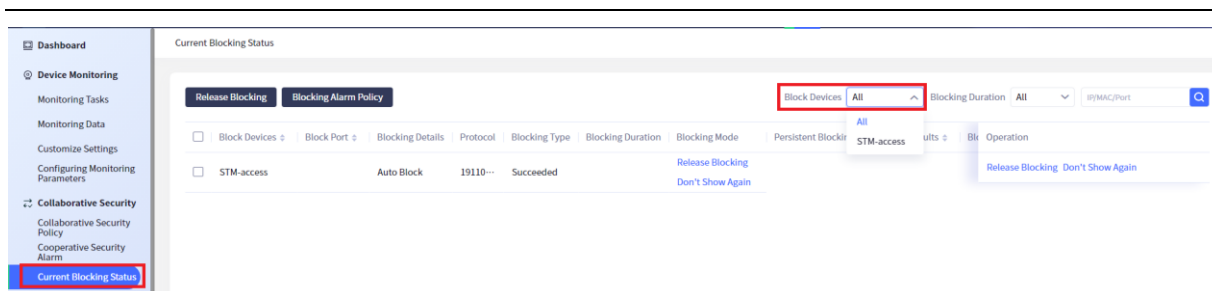 Dashboard
Current Blocking Status
Device Monitoring
Monitoring Tasks
Release Blocking Blocking Alarm Policy Block Devices All Blocking Duration All IP/MAC/Port
Monitoring Data
All
STM-access
Block Devices Block Port Blocking Details Protocol Blocking Type Blocking Duration Blocking Mode Persistent Operation
Customize Settings
Configuring Monitoring
Parameters
STM-access Auto Block 19110··· Succeeded Release Blocking
Don't Show Again
Release Blocking Don't Show Again
Collaborative Security
Collaborative Security
Policy
Cooperative Security
Alarm
Current Blocking Status